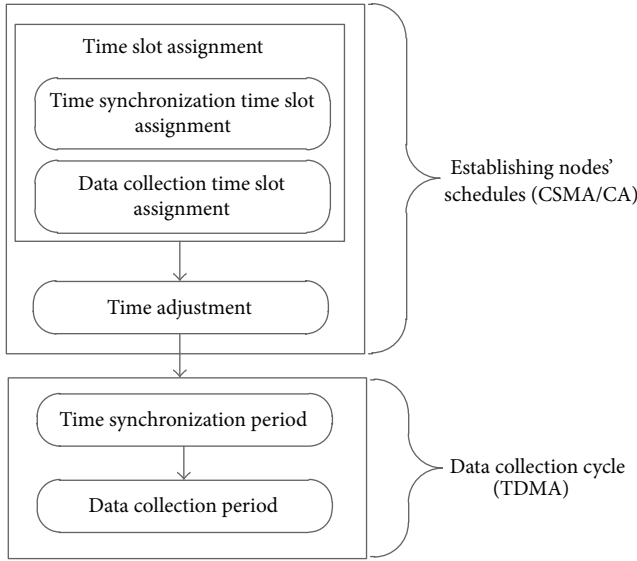 Time slot assignment
Time synchronization time slot
assignment
Data collection time slot
assignment
Time adjustment
Establishing nodes'
schedules (CSMA/CA)
Time synchronization period
Data collection period
Data collection cycle
(TDMA)